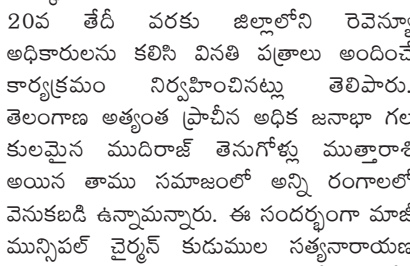 20వ తేదీ వరకు జిల్లాలోని రెవెన్యూ
అధికారులను కలిసి వినతి పత్రాలు అందించే
కార్యక్రమం నిర్వహించినట్లు తెలిపారు.
తెలంగాణ అత్యంత ప్రాచీన అధిక జనాభా గల
కులమైన ముదిరాజ్ తెనుగోళ్లు ముత్తారాశి
అయిన తాము సమాజంలో అన్ని రంగాలలో
వెనుకబడి ఉన్నామన్నారు. ఈ సందర్భంగా మాజీ
మున్సిపల్ చైర్మన్ కుడుముల సత్యనారాయణ